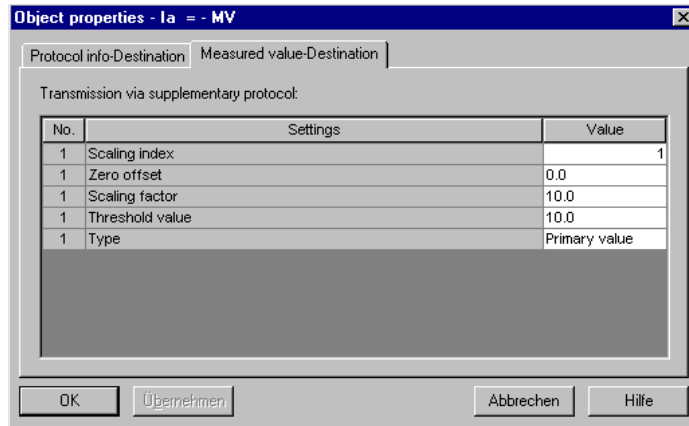 Object properties - Ia = - MV
Protocol info-Destination Measured value-Destination
Transmission via supplementary protocol:
No. Settings Value
1 Scaling index 1
1 Zero offset 0.0
1 Scaling factor 10.0
1 Threshold value 10.0
1 Type Primary value
OK Übernehmen Abbrechen Hilfe